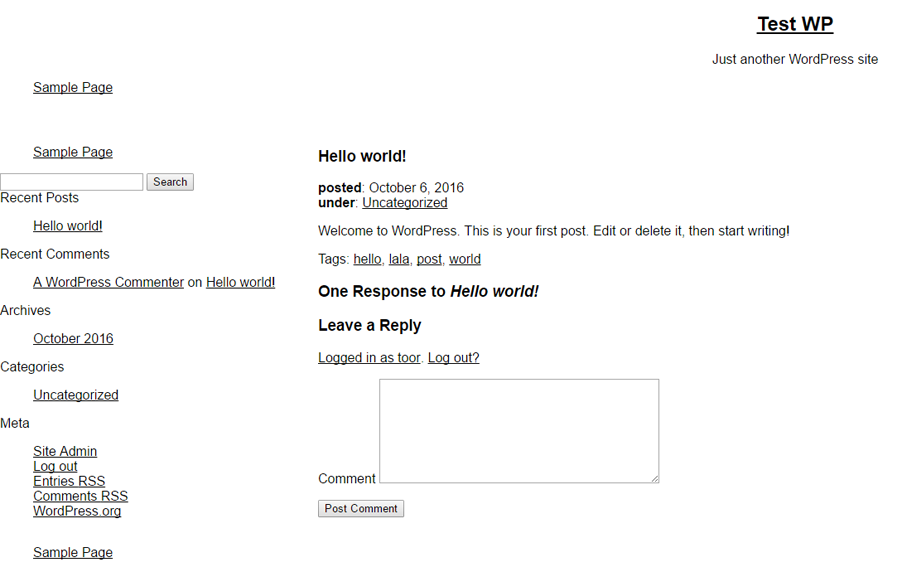 Test WP
Just another WordPress site
Sample Page
Sample Page
Search
Recent Posts
Hello world!
Recent Comments
A WordPress Commenter on Hello world!
Archives
October 2016
Categories
Uncategorized
Meta
Site Admin
Log out
Entries RSS
Comments RSS
WordPress.org
Hello world!
posted: October 6, 2016
under: Uncategorized
Welcome to WordPress. This is your first post. Edit or delete it, then start writing!
Tags: hello, lala, post, world
One Response to Hello world!
Leave a Reply
Logged in as toor. Log out?
Comment
Post Comment
Sample Page